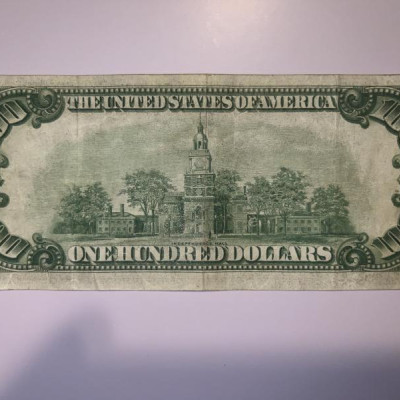 THE UNITED STATES OF AMERICA
INDEPENDENCE HALL
ONE HUNDRED DOLLARS